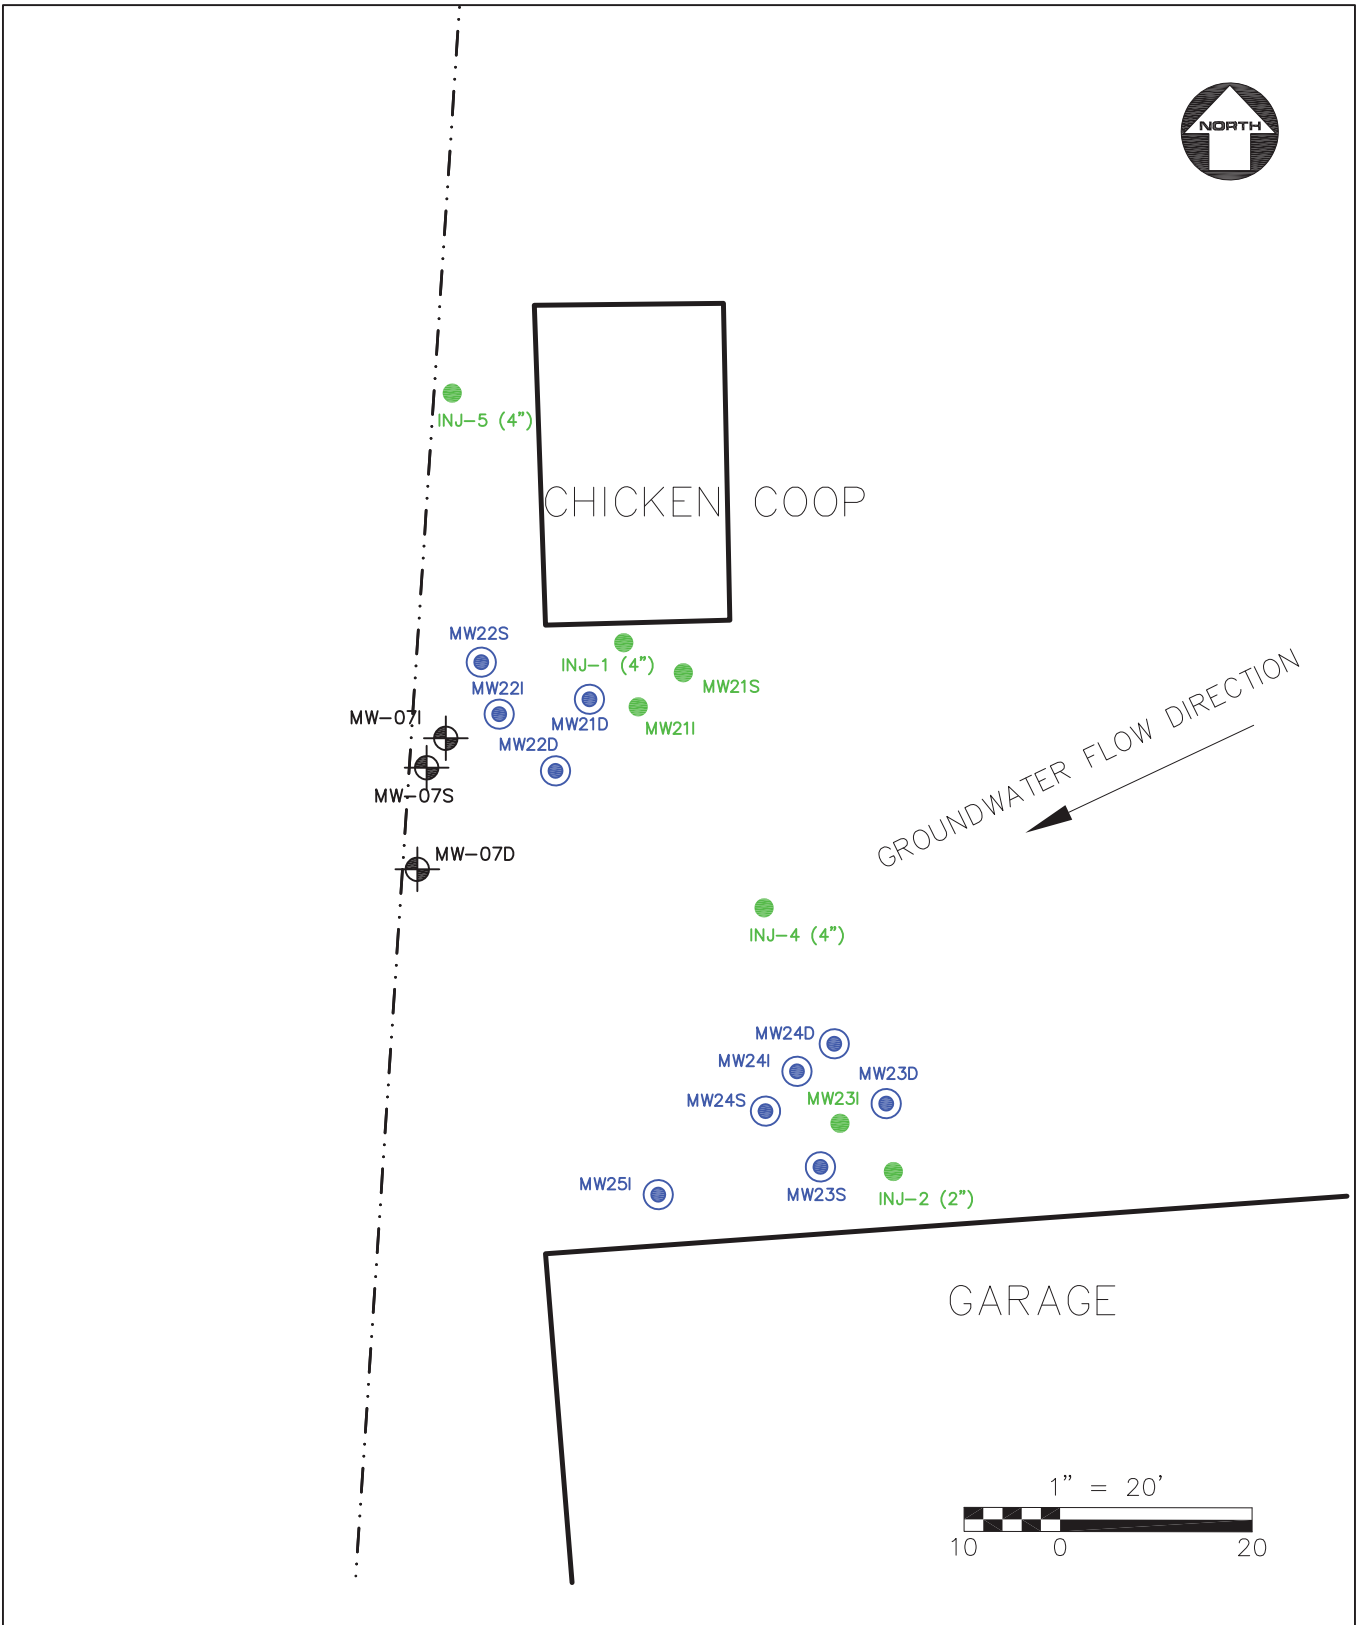 NORTH
INJ-5 (4")
CHICKEN COOP
MW22S
INJ-1 (4")
MW21S
MW22I
MW-07I
MW21D
MW21I
MW22D
MW-07S
MW-07D
GROUNDWATER FLOW DIRECTION
INJ-4 (4")
MW24D
MW24I
MW23D
MW24S
MW23I
MW25I
MW23S
INJ-2 (2")
GARAGE
1" = 20'
10 0 20